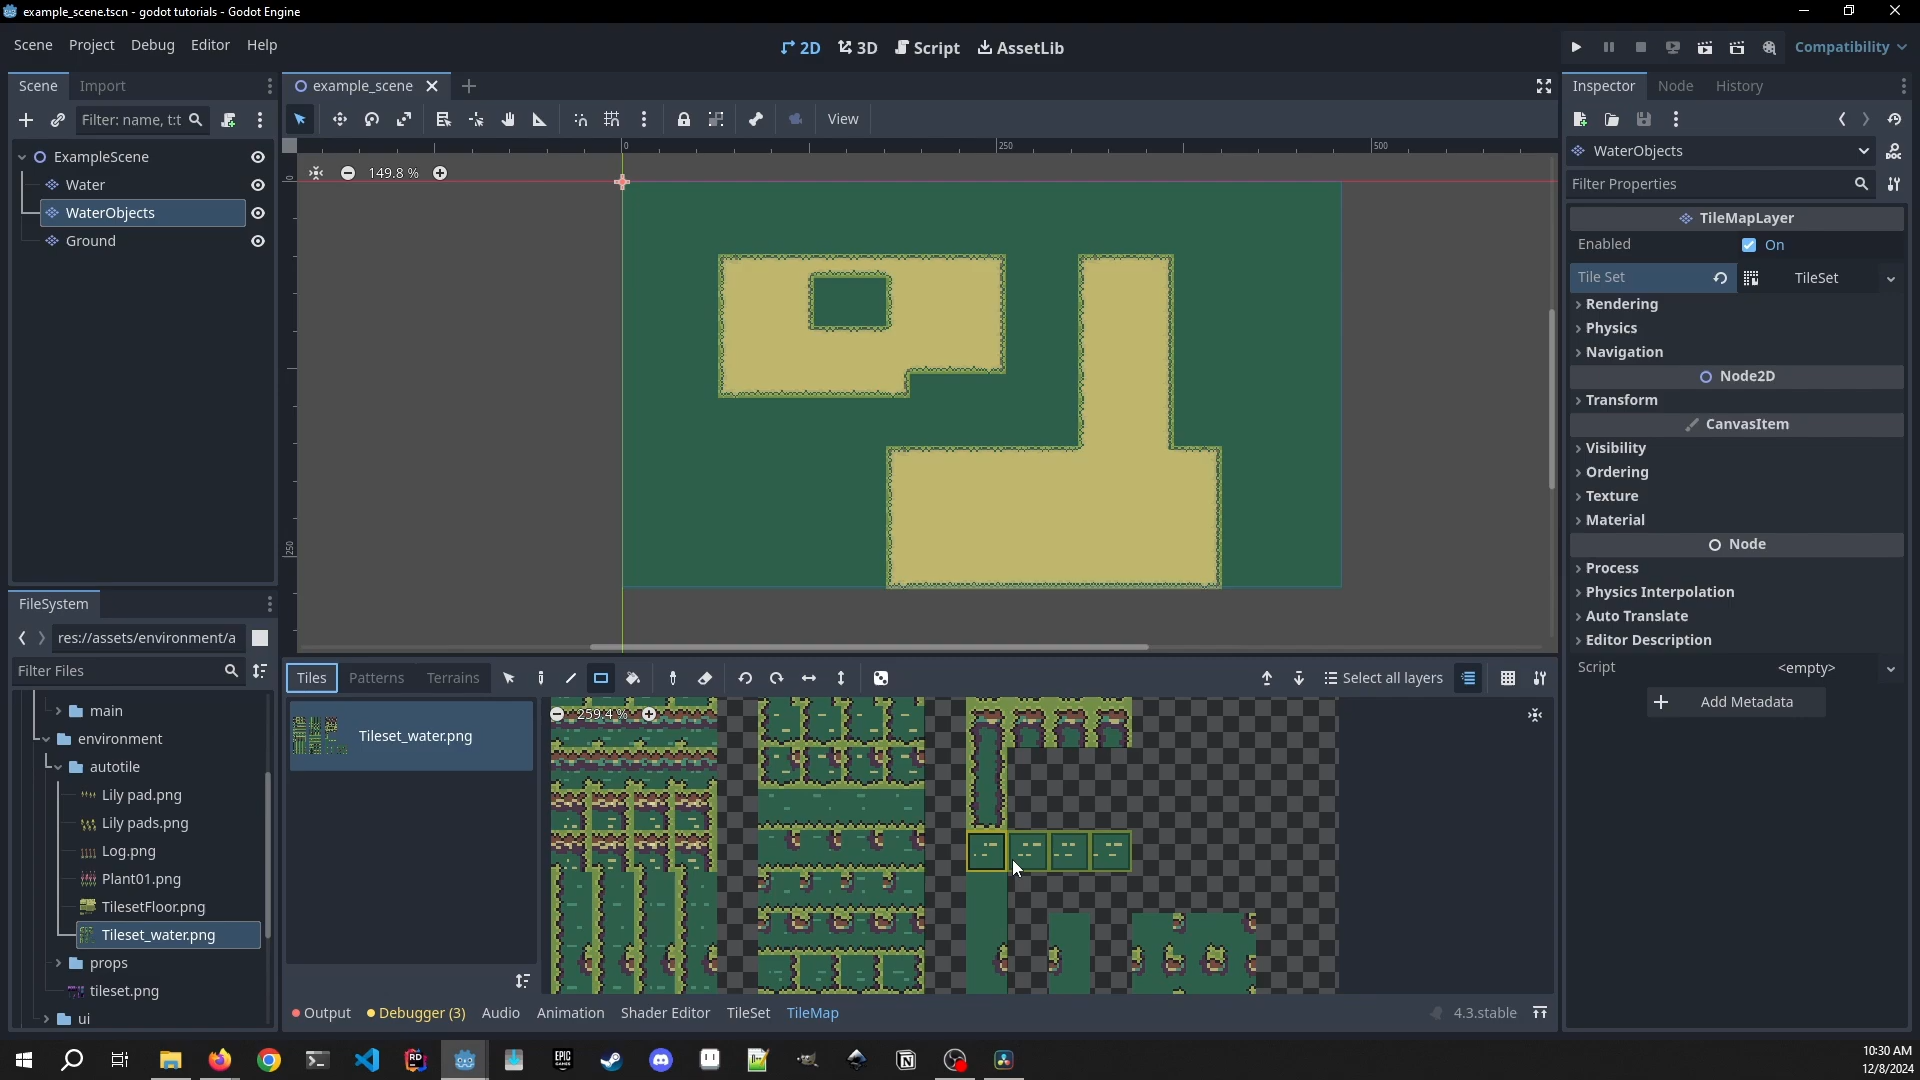 example_scene.tscn - godot tutorials - Godot Engine
Scene Project Debug Editor Help
2D 3D Script AssetLib
Compatibility
Scene Import
example_scene
Inspector Node History
Filter: name, t:t
View
ExampleScene
Water
WaterObjects
Ground
0 250 500
0
250
149.8 %
WaterObjects
DOC
Filter Properties
TileMapLayer
Enabled On
Tile Set TileSet
Rendering
Physics
Navigation
Node2D
Transform
CanvasItem
Visibility
Ordering
Texture
Material
Node
Process
Physics Interpolation
Auto Translate
Editor Description
Script <empty>
Add Metadata
FileSystem
res://assets/environment/a
Filter Files
main
environment
autotile
Lily pad.png
Lily pads.png
Log.png
Plant01.png
TilesetFloor.png
Tileset_water.png
props
tileset.png
ui
Tiles Patterns Terrains
Select all layers
Tileset_water.png
259.4 %
Output Debugger (3) Audio Animation Shader Editor TileSet TileMap
4.3.stable
RD
EPIC
GAMES
10:30 AM
12/8/2024